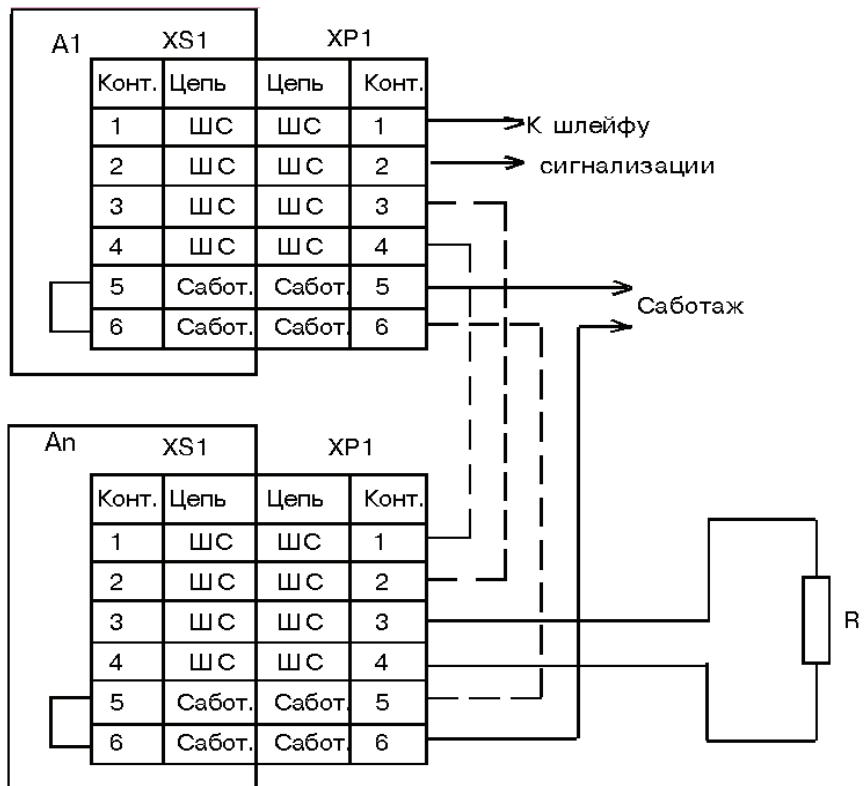 A1 XS1 XP1
Конт. Цепь Цепь Конт.
1 ШС ШС 1 К шлейфу
2 ШС ШС 2 сигнализации
3 ШС ШС 3
4 ШС ШС 4
5 Сабот. Сабот. 5
Саботаж
6 Сабот. Сабот. 6
An XS1 XP1
Конт. Цепь Цепь Конт.
1 ШС ШС 1
2 ШС ШС 2
3 ШС ШС 3 R
4 ШС ШС 4
5 Сабот. Сабот. 5
6 Сабот. Сабот. 6